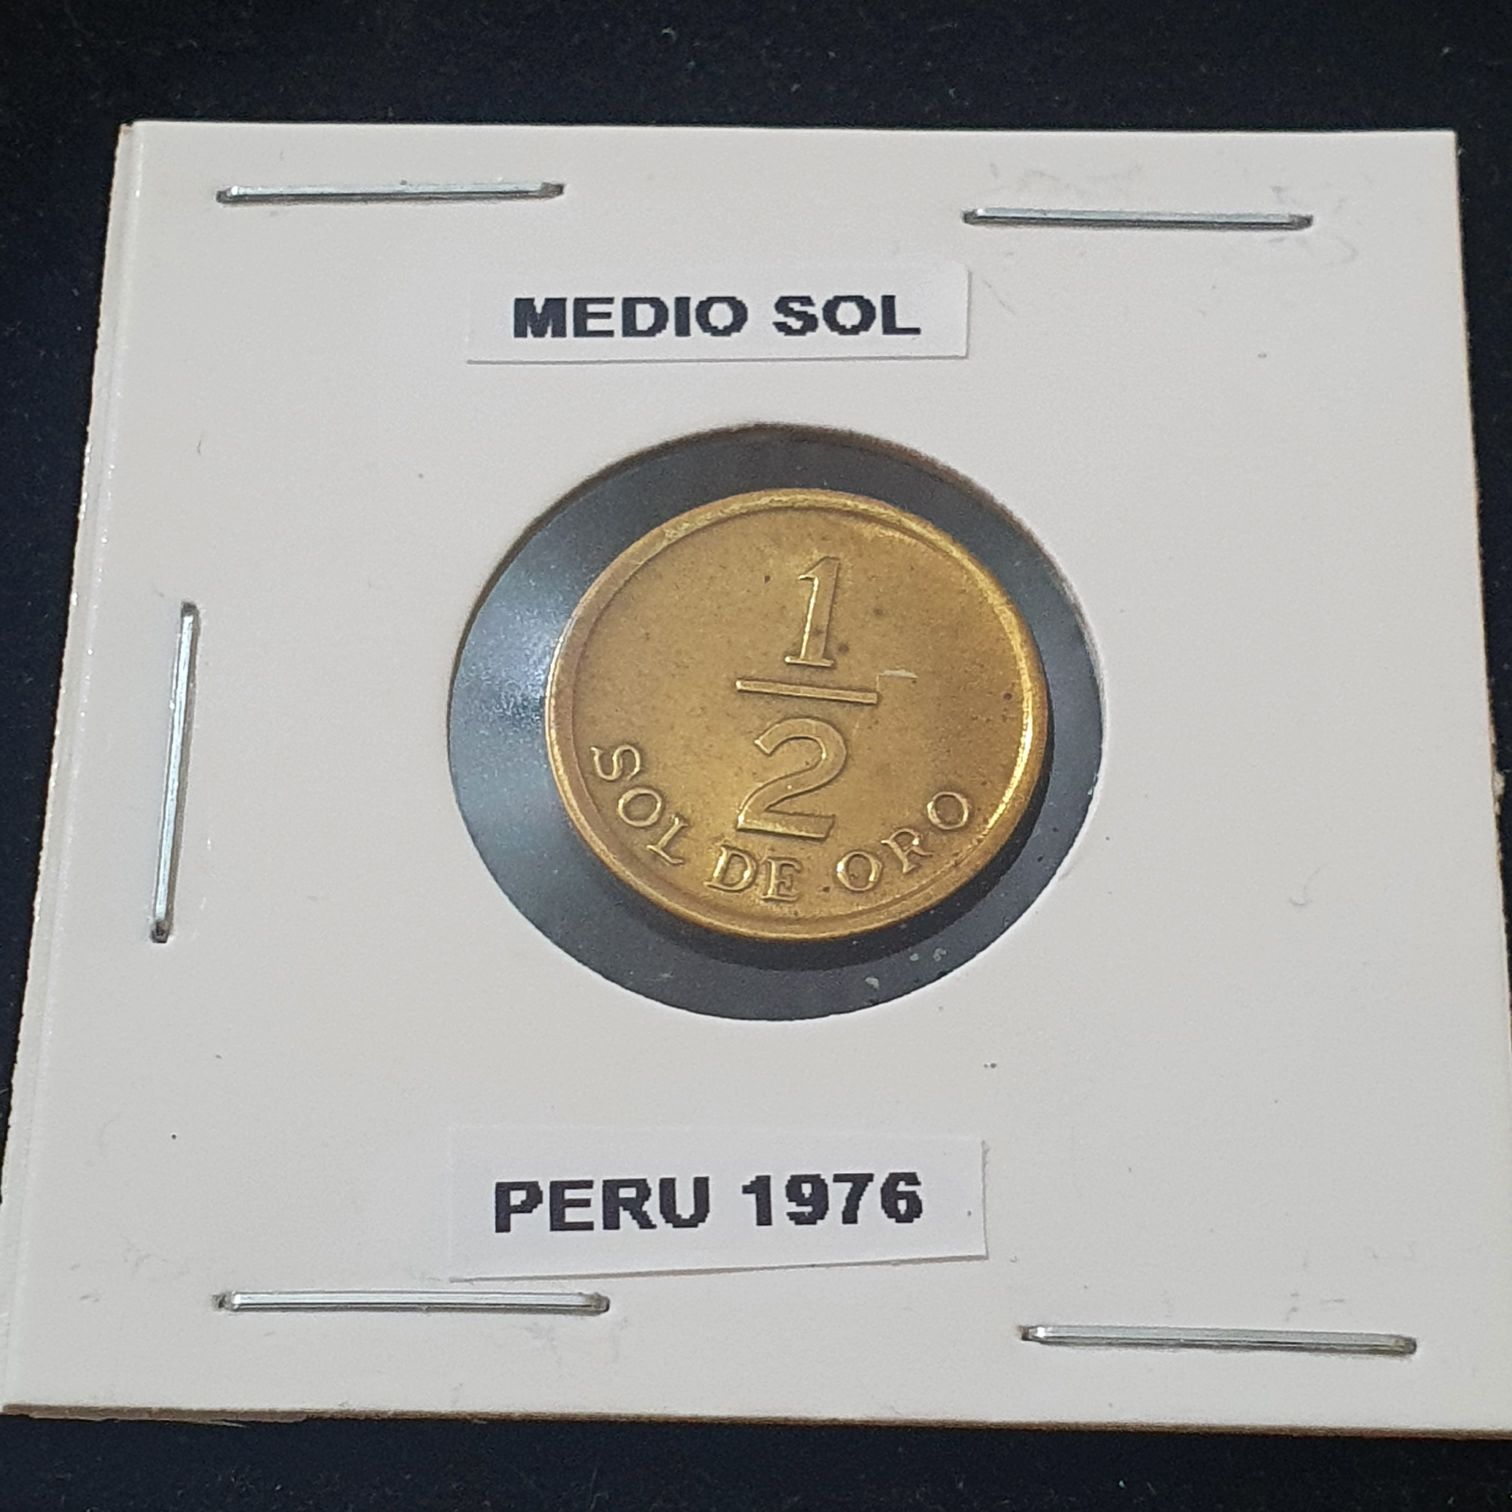 MEDIO SOL
1
2
SOL DE ORO
PERU 1976